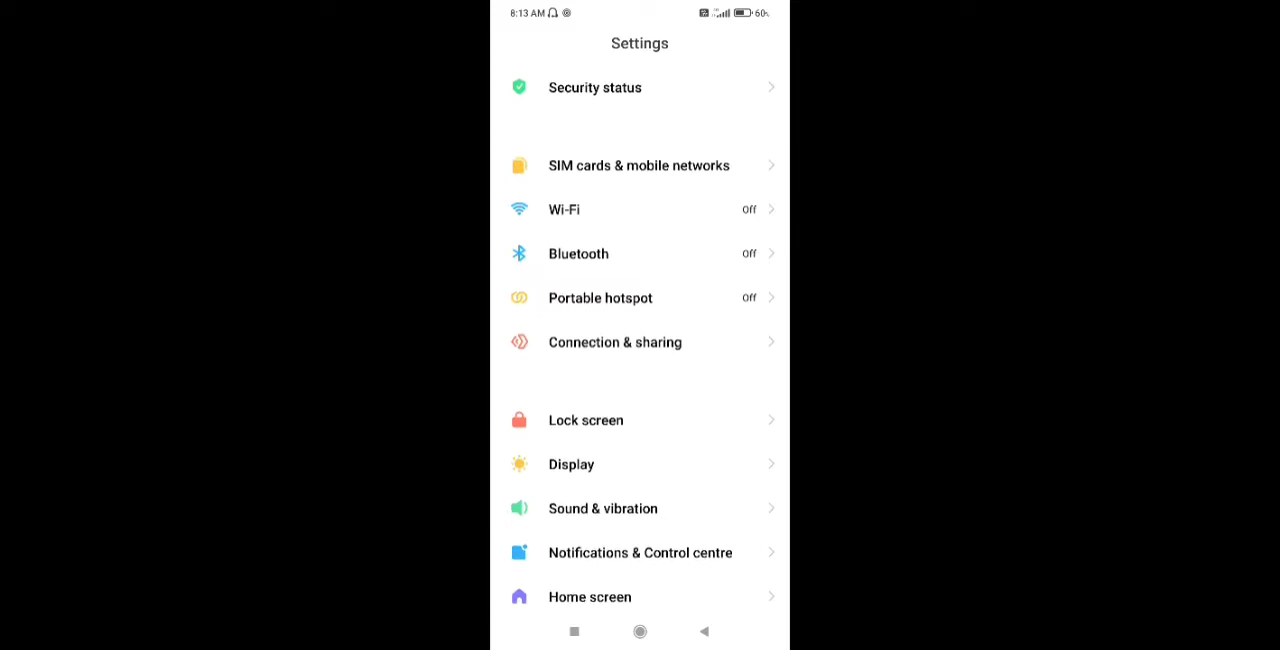 8:13 AM 60%
Settings
Security status
SIM cards & mobile networks
Wi-Fi Off
Bluetooth Off
Portable hotspot Off
Connection & sharing
Lock screen
Display
Sound & vibration
Notifications & Control centre
Home screen